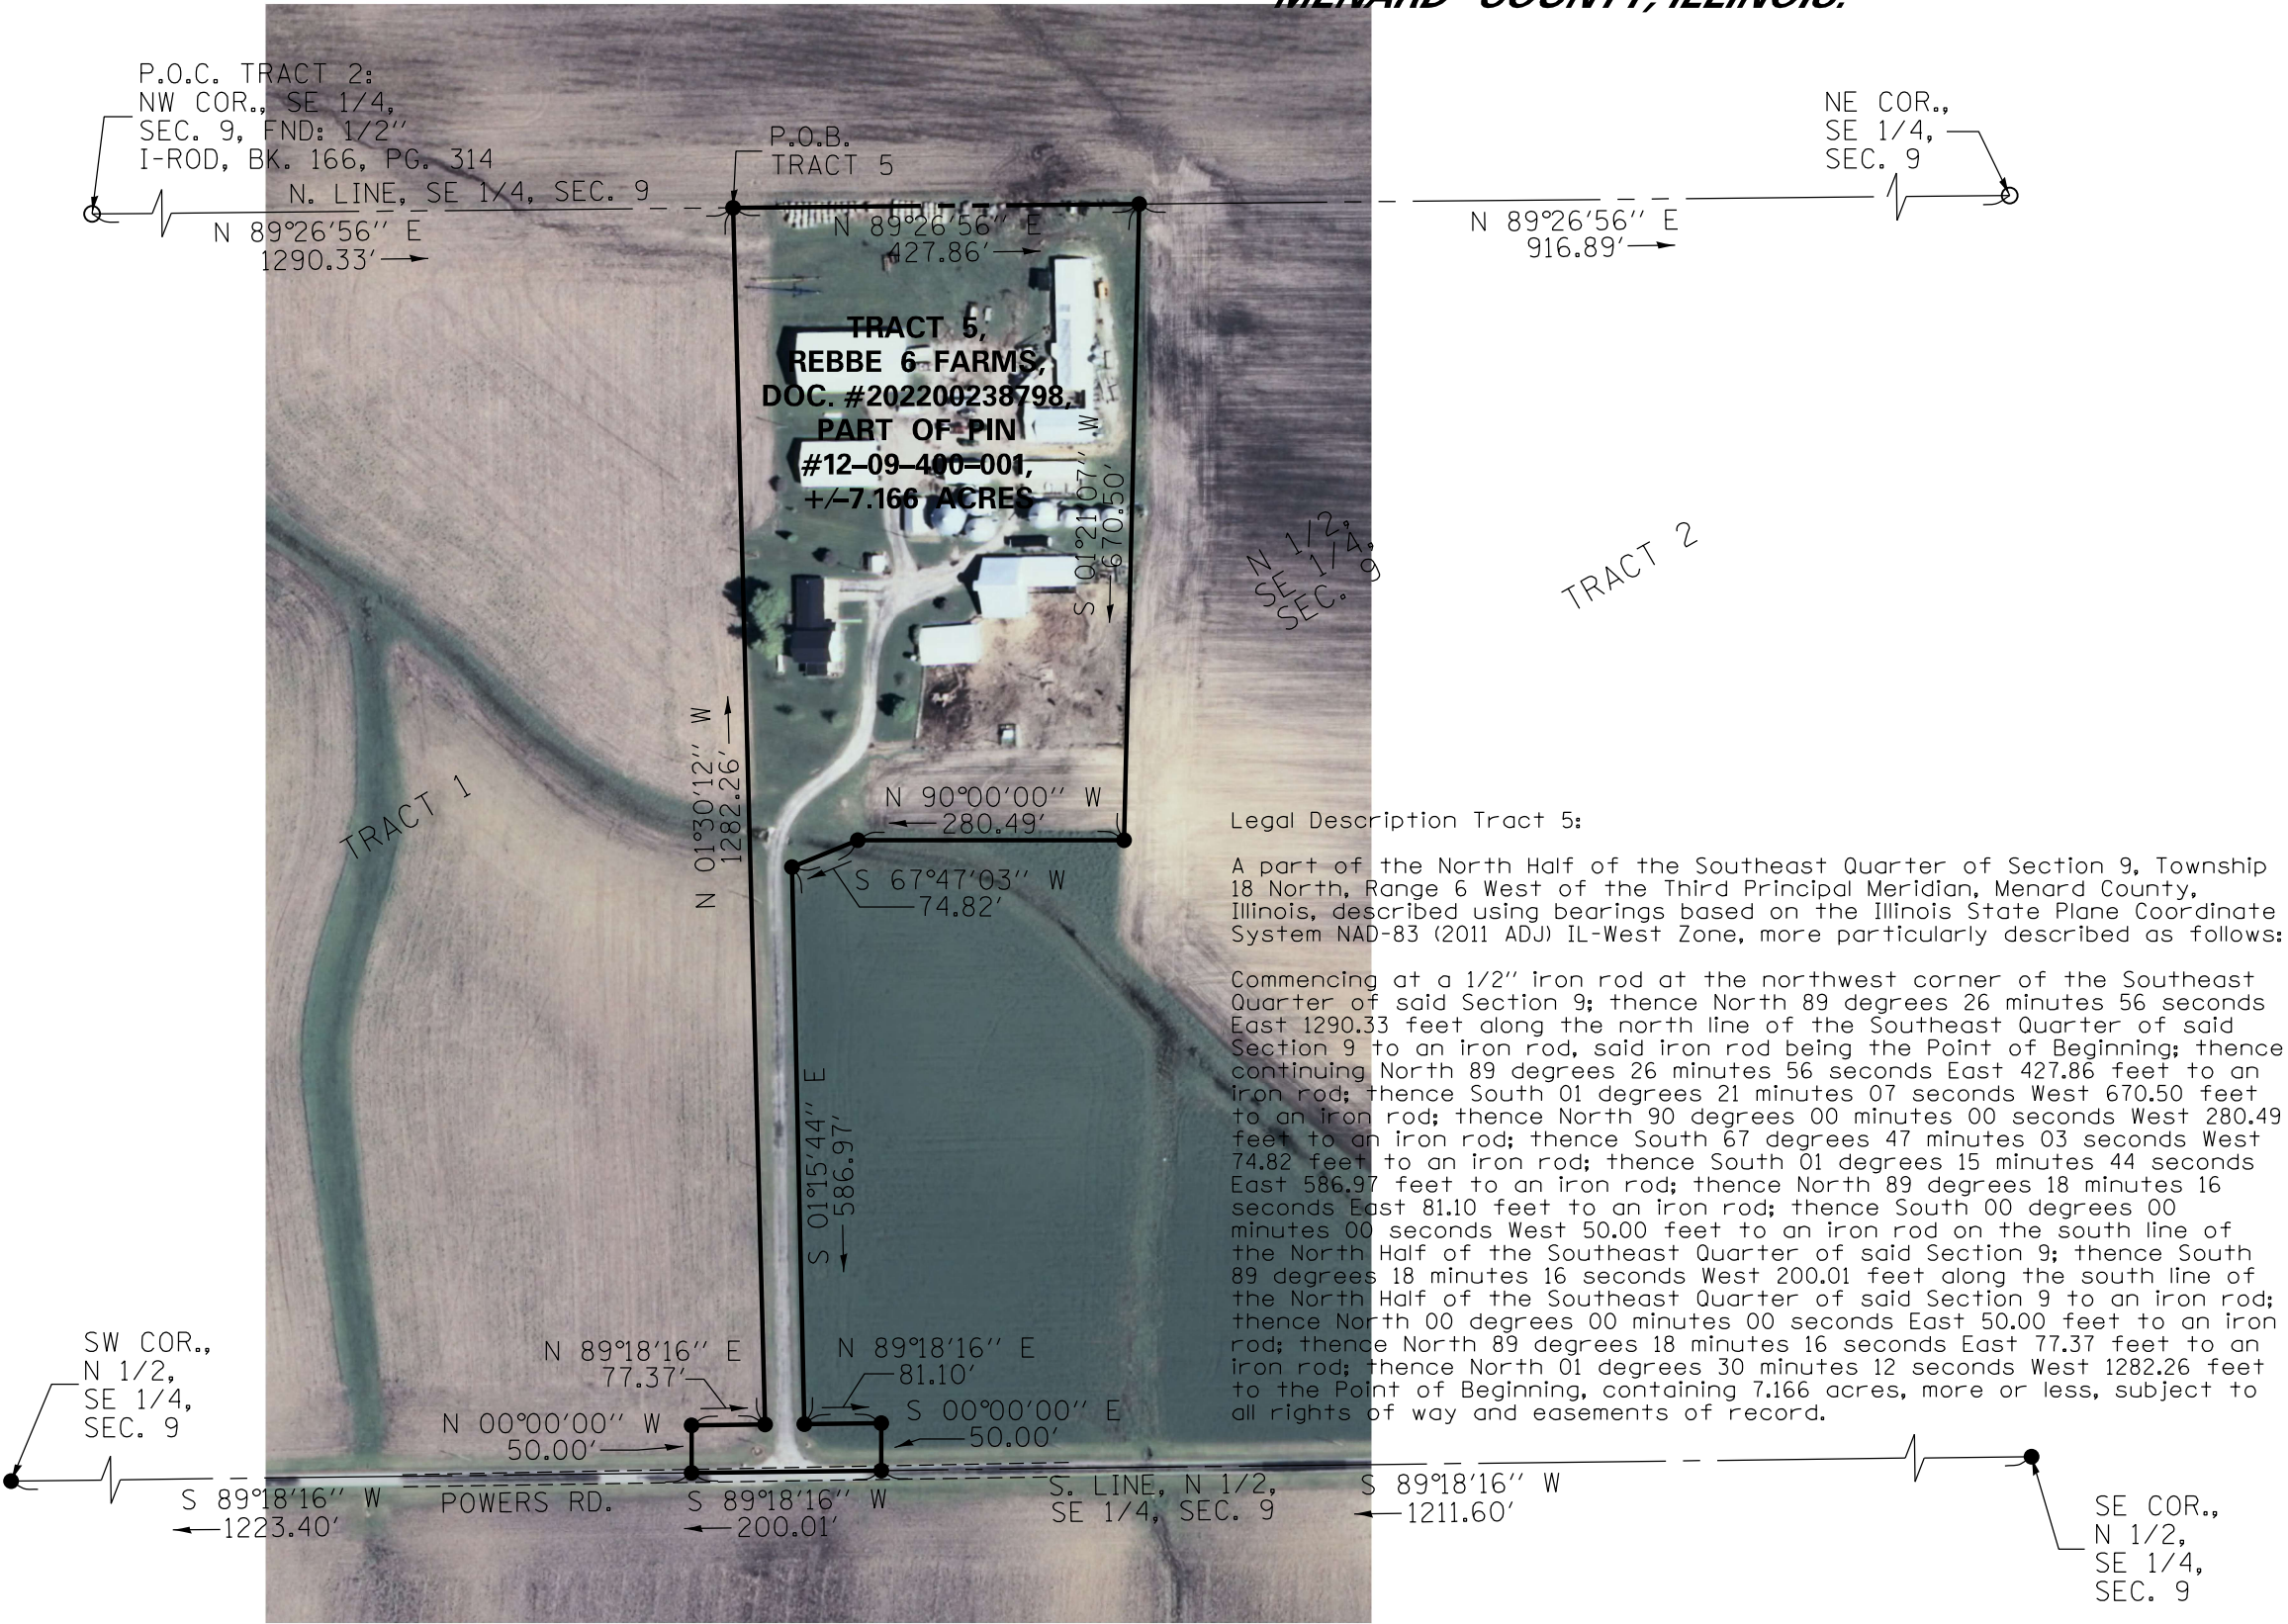 MENARD COUNTY, ILLINOIS.
P.O.C. TRACT 2:
NW COR., SE 1/4,
SEC. 9, FND: 1/2''
I-ROD, BK. 166, PG. 314
N. LINE, SE 1/4, SEC. 9
N 89°26'56'' E
1290.33'
P.O.B.
TRACT 5
N 89°26'56'' E
427.86'
NE COR.,
SE 1/4,
SEC. 9
N 89°26'56'' E
916.89'
TRACT 5,
REBBE 6 FARMS,
DOC. #202200238798,
PART OF PIN
#12-09-400-001,
+/-7.166 ACRES
S 01°21'07'' W
670.50'
N 1/2,
SE 1/4,
SEC. 9
TRACT 2
TRACT 1
N 01°30'12'' W
1282.26'
N 90°00'00'' W
280.49'
S 67°47'03'' W
74.82'
S 01°15'44'' E
586.97'
Legal Description Tract 5:
A part of the North Half of the Southeast Quarter of Section 9, Township
18 North, Range 6 West of the Third Principal Meridian, Menard County,
Illinois, described using bearings based on the Illinois State Plane Coordinate
System NAD-83 (2011 ADJ) IL-West Zone, more particularly described as follows:
Commencing at a 1/2'' iron rod at the northwest corner of the Southeast
Quarter of said Section 9; thence North 89 degrees 26 minutes 56 seconds
East 1290.33 feet along the north line of the Southeast Quarter of said
Section 9 to an iron rod, said iron rod being the Point of Beginning; thence
continuing North 89 degrees 26 minutes 56 seconds East 427.86 feet to an
iron rod; thence South 01 degrees 21 minutes 07 seconds West 670.50 feet
to an iron rod; thence North 90 degrees 00 minutes 00 seconds West 280.49
feet to an iron rod; thence South 67 degrees 47 minutes 03 seconds West
74.82 feet to an iron rod; thence South 01 degrees 15 minutes 44 seconds
East 586.97 feet to an iron rod; thence North 89 degrees 18 minutes 16
seconds East 81.10 feet to an iron rod; thence South 00 degrees 00
minutes 00 seconds West 50.00 feet to an iron rod on the south line of
the North Half of the Southeast Quarter of said Section 9; thence South
89 degrees 18 minutes 16 seconds West 200.01 feet along the south line of
the North Half of the Southeast Quarter of said Section 9 to an iron rod;
thence North 00 degrees 00 minutes 00 seconds East 50.00 feet to an iron
rod; thence North 89 degrees 18 minutes 16 seconds East 77.37 feet to an
iron rod; thence North 01 degrees 30 minutes 12 seconds West 1282.26 feet
to the Point of Beginning, containing 7.166 acres, more or less, subject to
all rights of way and easements of record.
SW COR.,
N 1/2,
SE 1/4,
SEC. 9
N 89°18'16'' E
77.37'
N 89°18'16'' E
81.10'
N 00°00'00'' W
50.00'
S 00°00'00'' E
50.00'
S 89°18'16'' W
1223.40'
POWERS RD.
S 89°18'16'' W
200.01'
S. LINE, N 1/2,
SE 1/4, SEC. 9
S 89°18'16'' W
1211.60'
SE COR.,
N 1/2,
SE 1/4,
SEC. 9